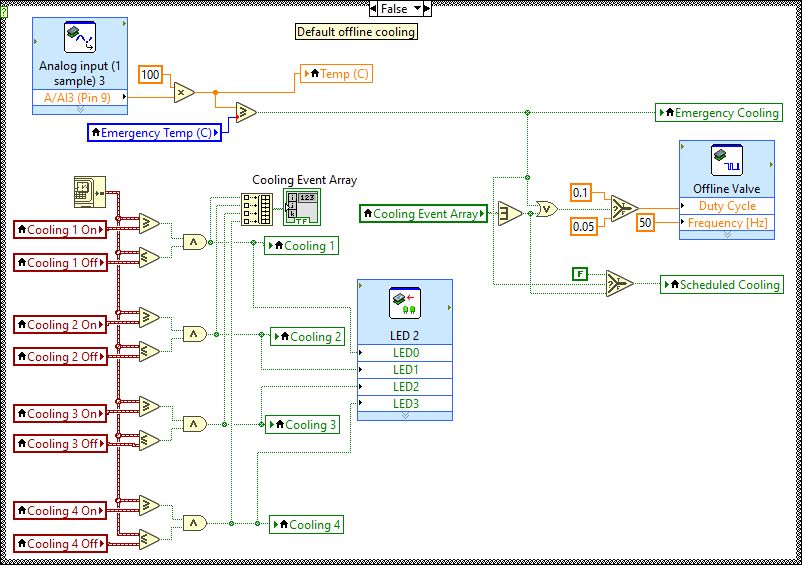 False
?
Default offline cooling
Analog input (1
sample) 3
A/AI3 (Pin 9)
100
×
Temp (C)
≥
Emergency Temp (C)
Emergency Cooling
Offline Valve
Duty Cycle
Frequency [Hz]
0.1
0.05
50
? T F
V
Cooling Event Array
Cooling Event Array
1 2 3
i
j
k
TF
F
? T F
Scheduled Cooling
Cooling 1 On
≥
Cooling 1 Off
≤
∧
Cooling 1
LED 2
LED0
LED1
LED2
LED3
Cooling 2 On
≥
Cooling 2 Off
≤
∧
Cooling 2
Cooling 3 On
≥
Cooling 3 Off
≤
∧
Cooling 3
Cooling 4 On
≥
Cooling 4 Off
≤
∧
Cooling 4